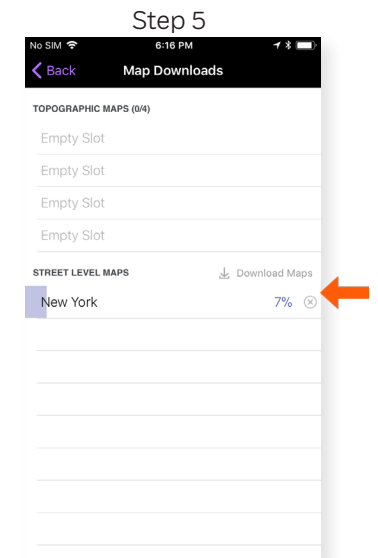 Step 5
No SIM 6:16 PM
Back Map Downloads
TOPOGRAPHIC MAPS (0/4)
Empty Slot
Empty Slot
Empty Slot
Empty Slot
STREET LEVEL MAPS Download Maps
New York 7%